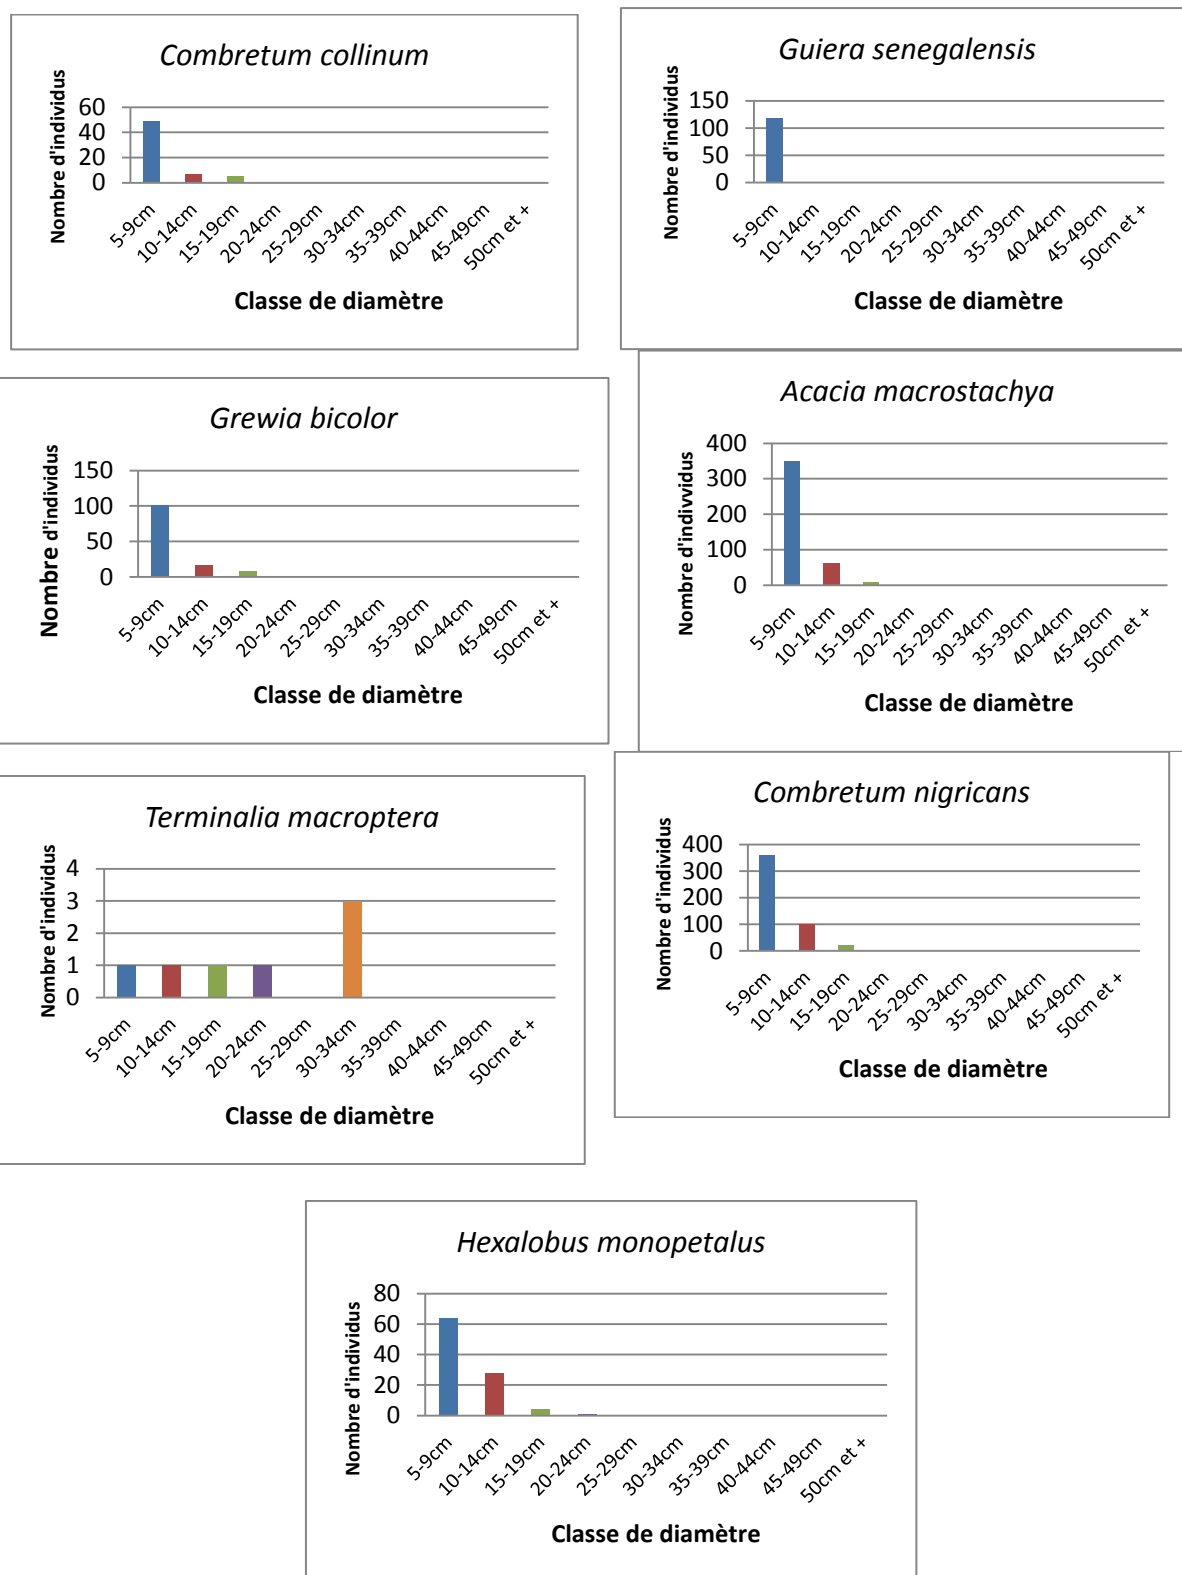 Combretum collinum
Nombre d'individus
60
40
20
0
5-9cm
10-14cm
15-19cm
20-24cm
25-29cm
30-34cm
35-39cm
40-44cm
45-49cm
50cm et +
Classe de diamètre
Guiera senegalensis
Nombre d'individus
150
100
50
0
5-9cm
10-14cm
15-19cm
20-24cm
25-29cm
30-34cm
35-39cm
40-44cm
45-49cm
50cm et +
Classe de diamètre
Grewia bicolor
Nombre d'individus
150
100
50
0
5-9cm
10-14cm
15-19cm
20-24cm
25-29cm
30-34cm
35-39cm
40-44cm
45-49cm
50cm et +
Classe de diamètre
Acacia macrostachya
Nombre d'indivvidus
400
300
200
100
0
5-9cm
10-14cm
15-19cm
20-24cm
25-29cm
30-34cm
35-39cm
40-44cm
45-49cm
50cm et +
Classe de diamètre
Terminalia macroptera
Nombre d'individus
4
3
2
1
0
5-9cm
10-14cm
15-19cm
20-24cm
25-29cm
30-34cm
35-39cm
40-44cm
45-49cm
50cm et +
Classe de diamètre
Combretum nigricans
Nombre d'individus
400
300
200
100
0
5-9cm
10-14cm
15-19cm
20-24cm
25-29cm
30-34cm
35-39cm
40-44cm
45-49cm
50cm et +
Classe de diamètre
Hexalobus monopetalus
Nombre d'individus
80
60
40
20
0
5-9cm
10-14cm
15-19cm
20-24cm
25-29cm
30-34cm
35-39cm
40-44cm
45-49cm
50cm et +
Classe de diamètre